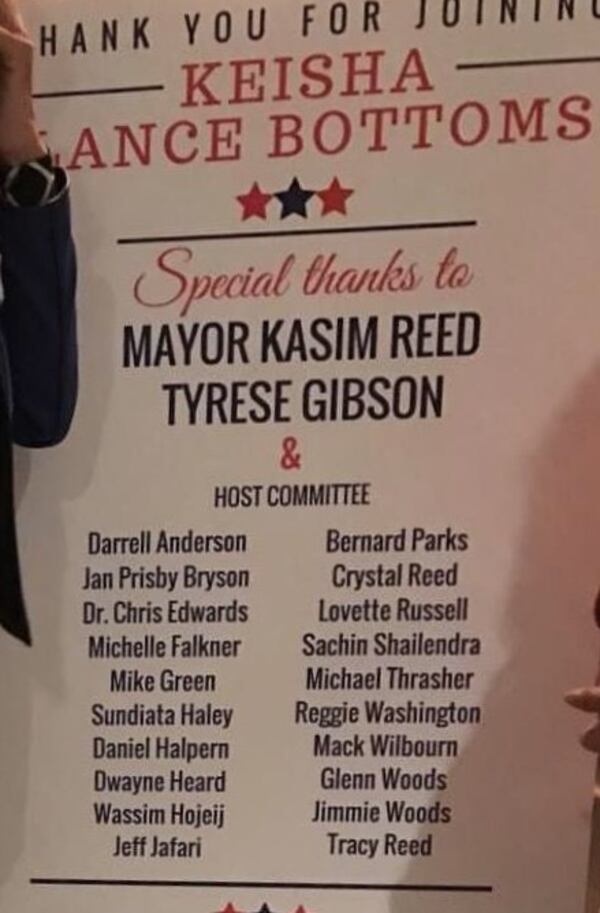 HANK YOU FOR JOININ
KEISHA
LANCE BOTTOMS
Special thanks to
MAYOR KASIM REED
TYRESE GIBSON
&
HOST COMMITTEE
Darrell Anderson
Jan Prisby Bryson
Dr. Chris Edwards
Michelle Falkner
Mike Green
Sundiata Haley
Daniel Halpern
Dwayne Heard
Wassim Hojeij
Jeff Jafari
Bernard Parks
Crystal Reed
Lovette Russell
Sachin Shailendra
Michael Thrasher
Reggie Washington
Mack Wilbourn
Glenn Woods
Jimmie Woods
Tracy Reed